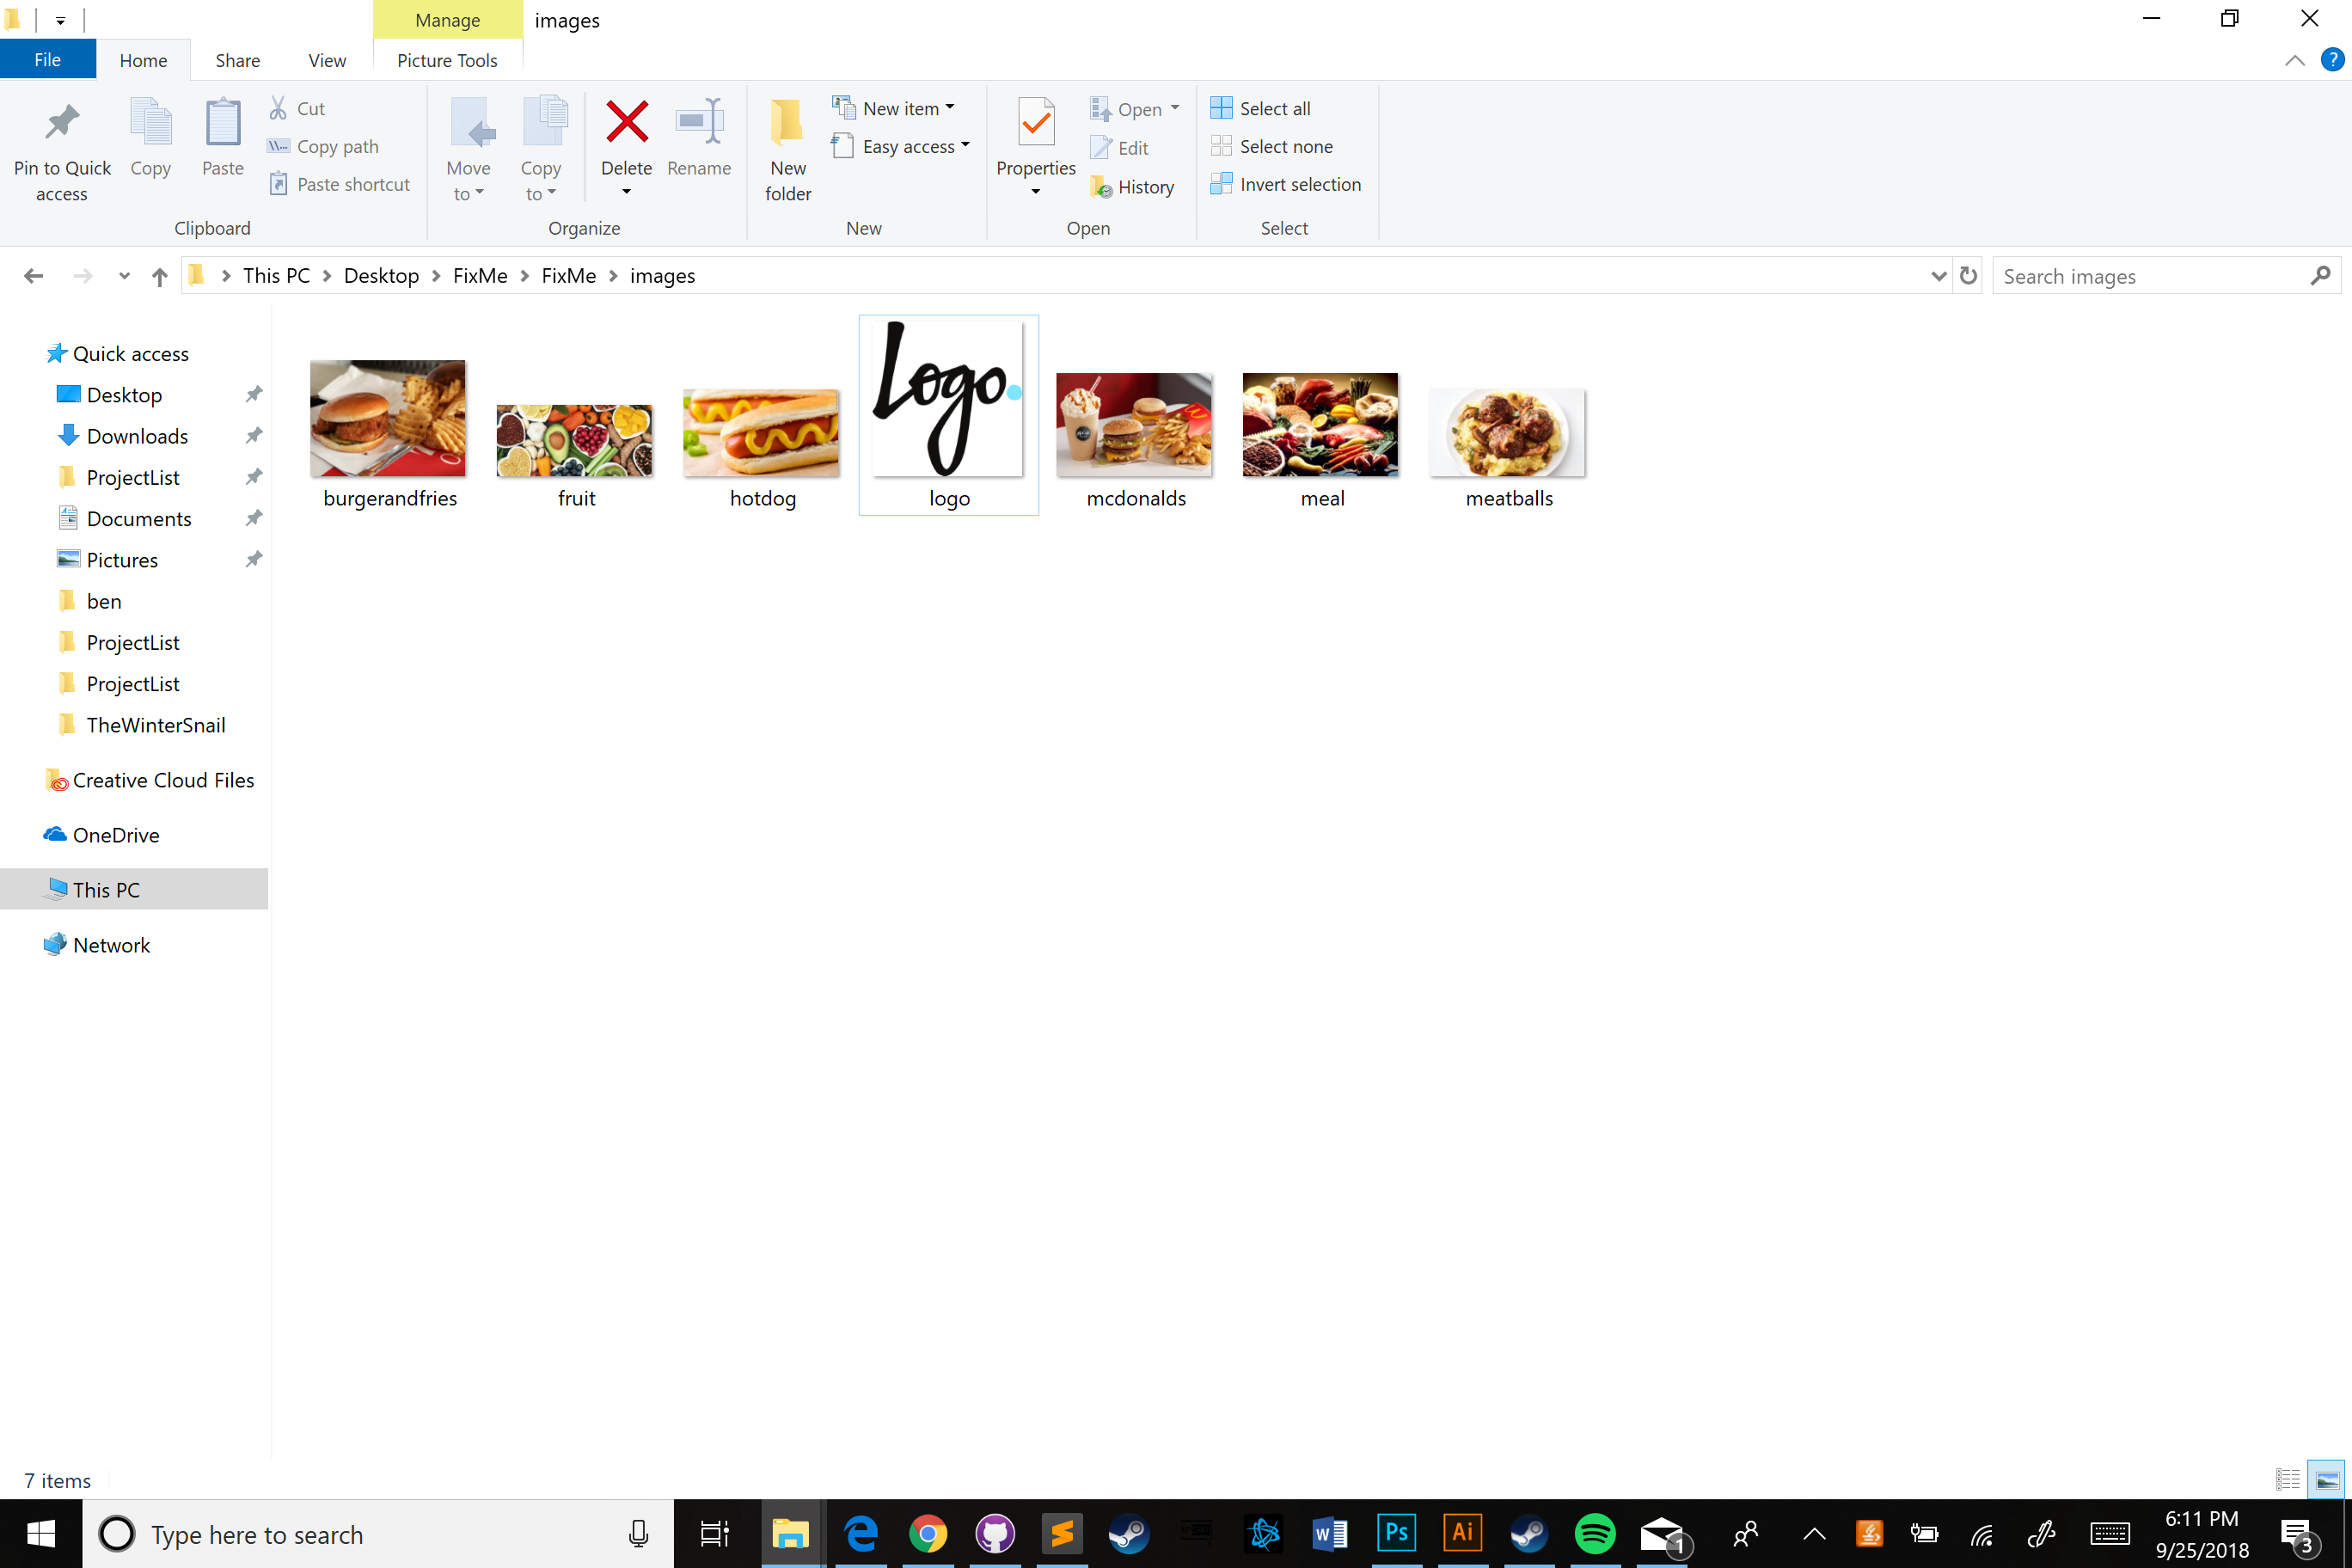 Manage
images
File
Home
Share
View
Picture Tools
Pin to Quick access
Copy
Paste
Cut
Copy path
Paste shortcut
Clipboard
Move to
Copy to
Delete
Rename
Organize
New folder
New item
Easy access
New
Properties
Open
Edit
History
Open
Select all
Select none
Invert selection
Select
This PC > Desktop > FixMe > FixMe > images
Search images
Quick access
Desktop
Downloads
ProjectList
Documents
Pictures
ben
ProjectList
ProjectList
TheWinterSnail
Creative Cloud Files
OneDrive
This PC
Network
Logo
burgerandfries
fruit
hotdog
logo
mcdonalds
meal
meatballs
7 items
Type here to search
Ps
Ai
1
6:11 PM
9/25/2018
3